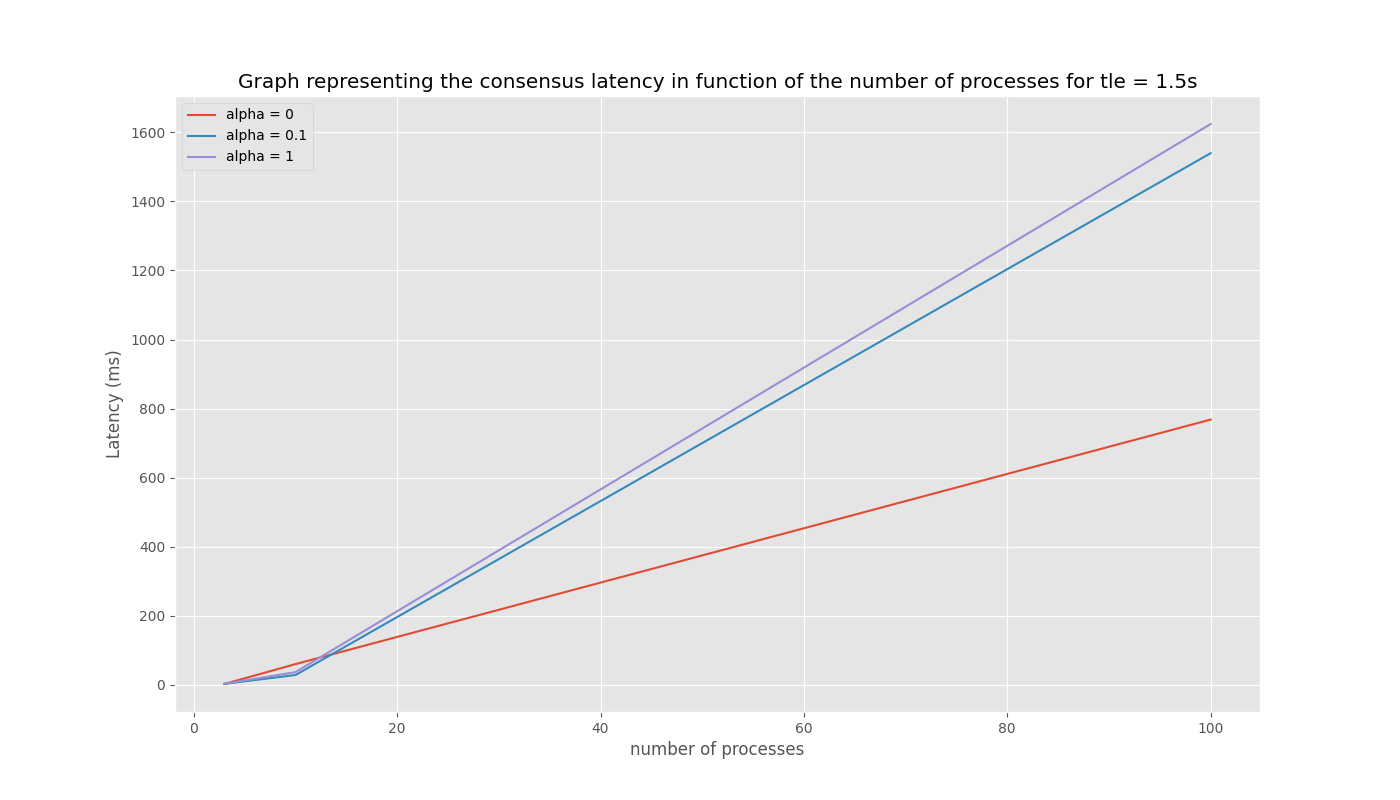 Graph representing the consensus latency in function of the number of processes for tle = 1.5s
alpha = 0
alpha = 0.1
alpha = 1
1600
1400
1200
1000
800
600
400
200
0
Latency (ms)
0 20 40 60 80 100
number of processes